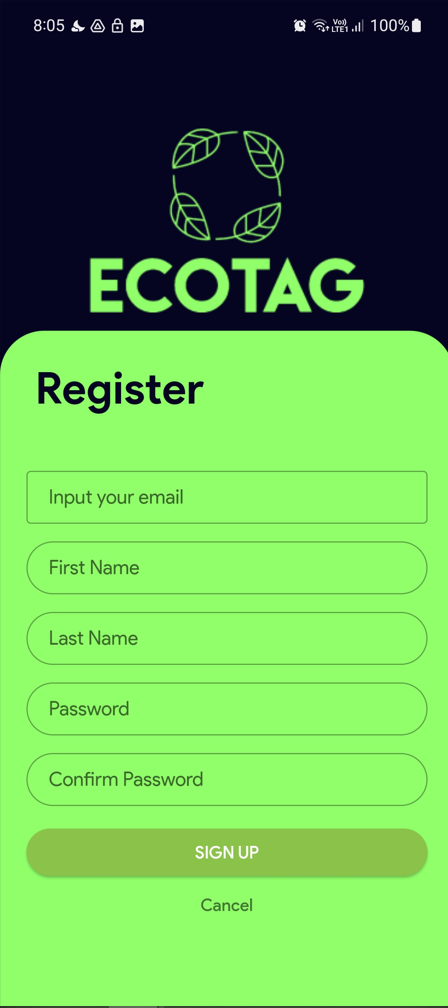 8:05 Vo)) LTE1 100%
ECOTAG
Register
Input your email
First Name
Last Name
Password
Confirm Password
SIGN UP
Cancel